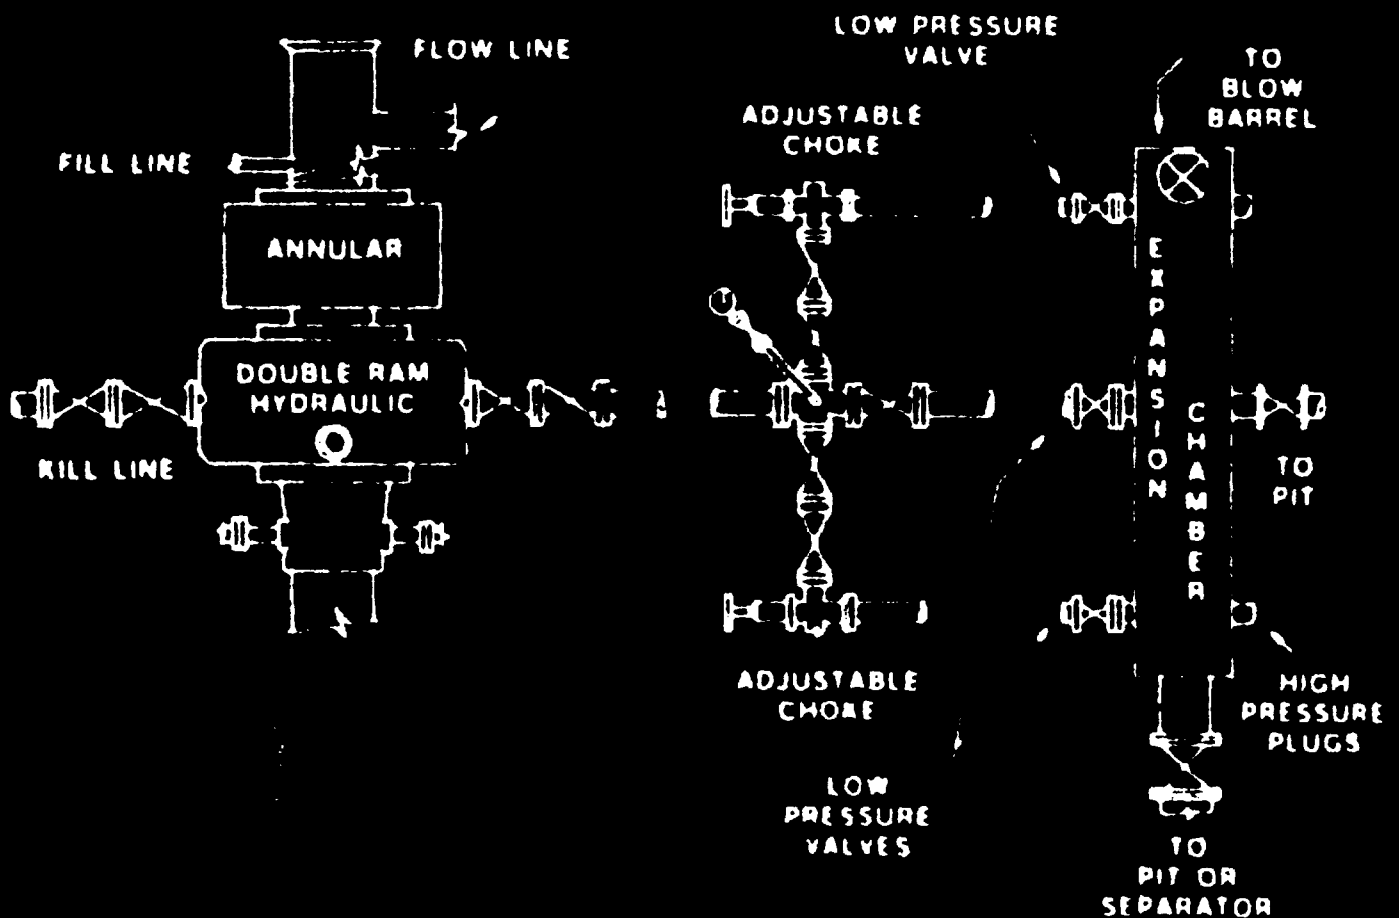 FLOW LINE
LOW PRESSURE
VALVE
TO
BLOW
BARREL
ADJUSTABLE
CHOKE
FILL LINE
ANNULAR
DOUBLE RAM
HYDRAULIC
KILL LINE
EXPANSION
CHAMBER
TO
PIT
ADJUSTABLE
CHOKE
HIGH
PRESSURE
PLUGS
LOW
PRESSURE
VALVES
TO
PIT OR
SEPARATOR